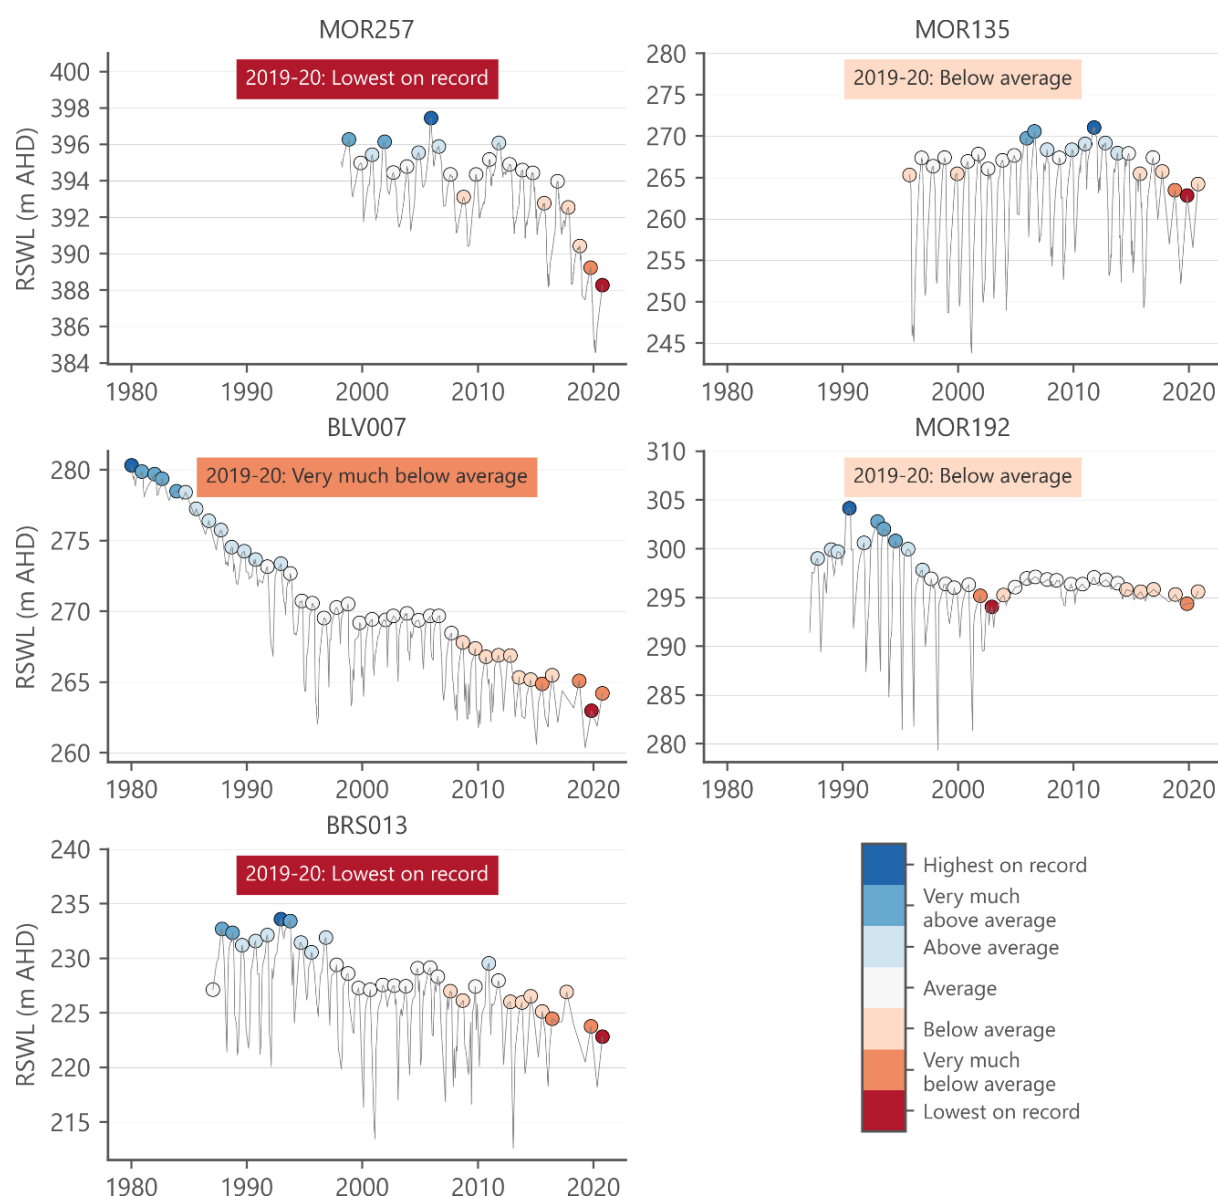 MOR257
2019-20: Lowest on record
RSWL (m AHD)
400
398
396
394
392
390
388
386
384
1980
1990
2000
2010
2020
MOR135
2019-20: Below average
280
275
270
265
260
255
250
245
1980
1990
2000
2010
2020
BLV007
2019-20: Very much below average
RSWL (m AHD)
280
275
270
265
260
1980
1990
2000
2010
2020
MOR192
2019-20: Below average
310
305
300
295
290
285
280
1980
1990
2000
2010
2020
BRS013
2019-20: Lowest on record
RSWL (m AHD)
240
235
230
225
220
215
1980
1990
2000
2010
2020
Highest on record
Very much
above average
Above average
Average
Below average
Very much
below average
Lowest on record